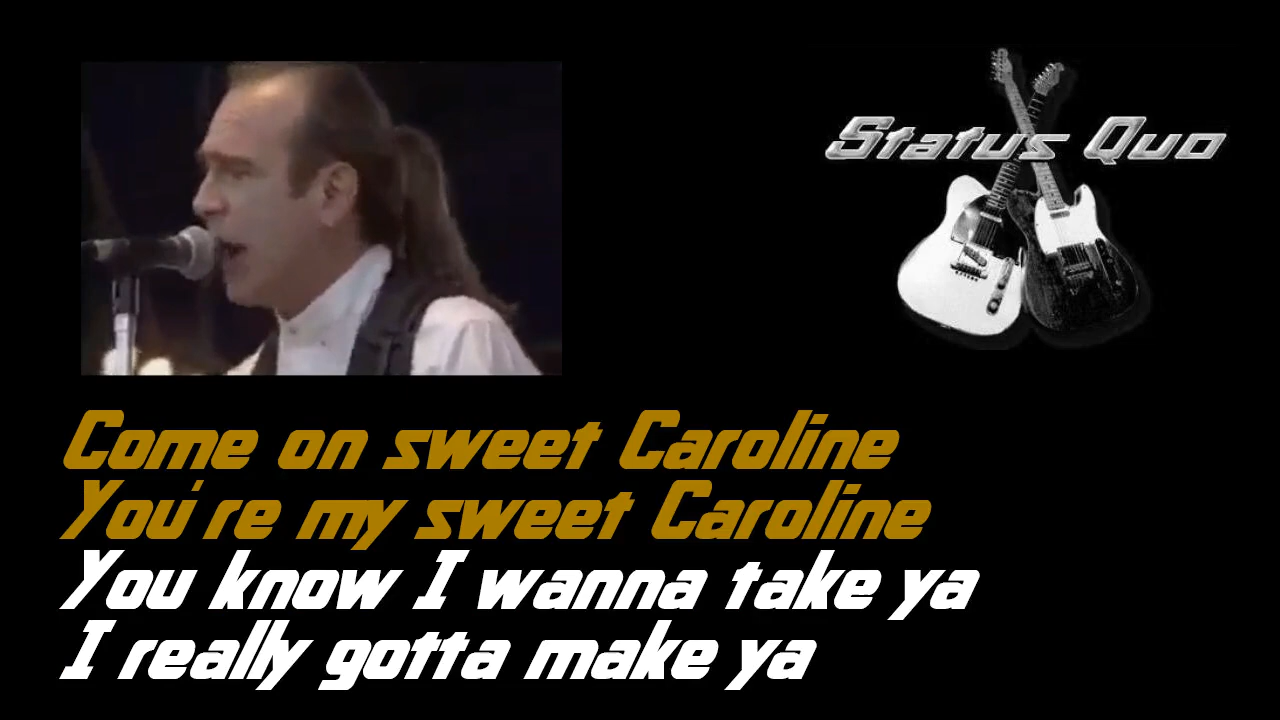 Status Quo
Come on sweet Caroline
You're my sweet Caroline
You know I wanna take ya
I really gotta make ya